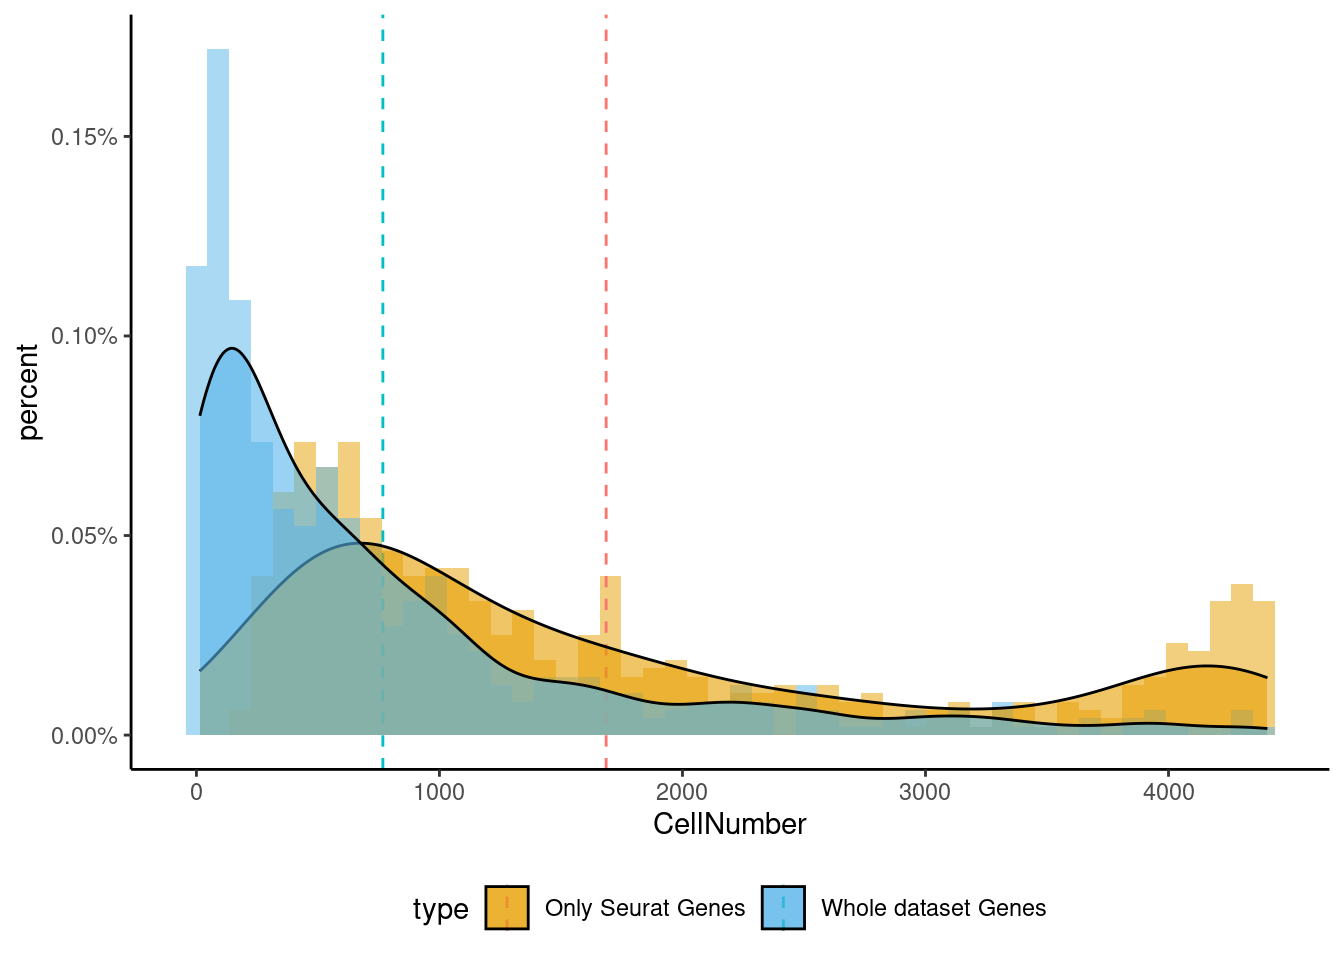 percent
0.15%
0.10%
0.05%
0.00%
0 1000 2000 3000 4000
CellNumber
type Only Seurat Genes Whole dataset Genes